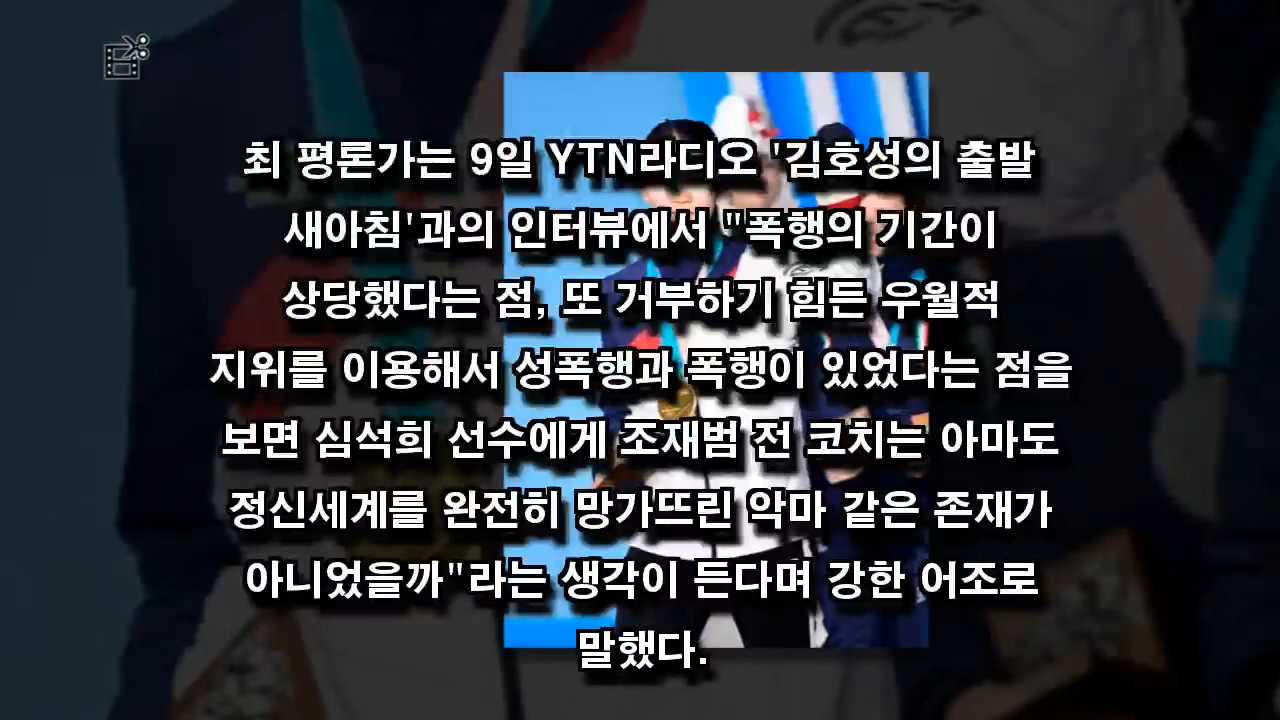 최 평론가는 9일 YTN라디오 '김호성의 출발
새아침'과의 인터뷰에서 "폭행의 기간이
상당했다는 점, 또 거부하기 힘든 우월적
지위를 이용해서 성폭행과 폭행이 있었다는 점을
보면 심석희 선수에게 조재범 전 코치는 아마도
정신세계를 완전히 망가뜨린 악마 같은 존재가
아니었을까"라는 생각이 든다며 강한 어조로
말했다.